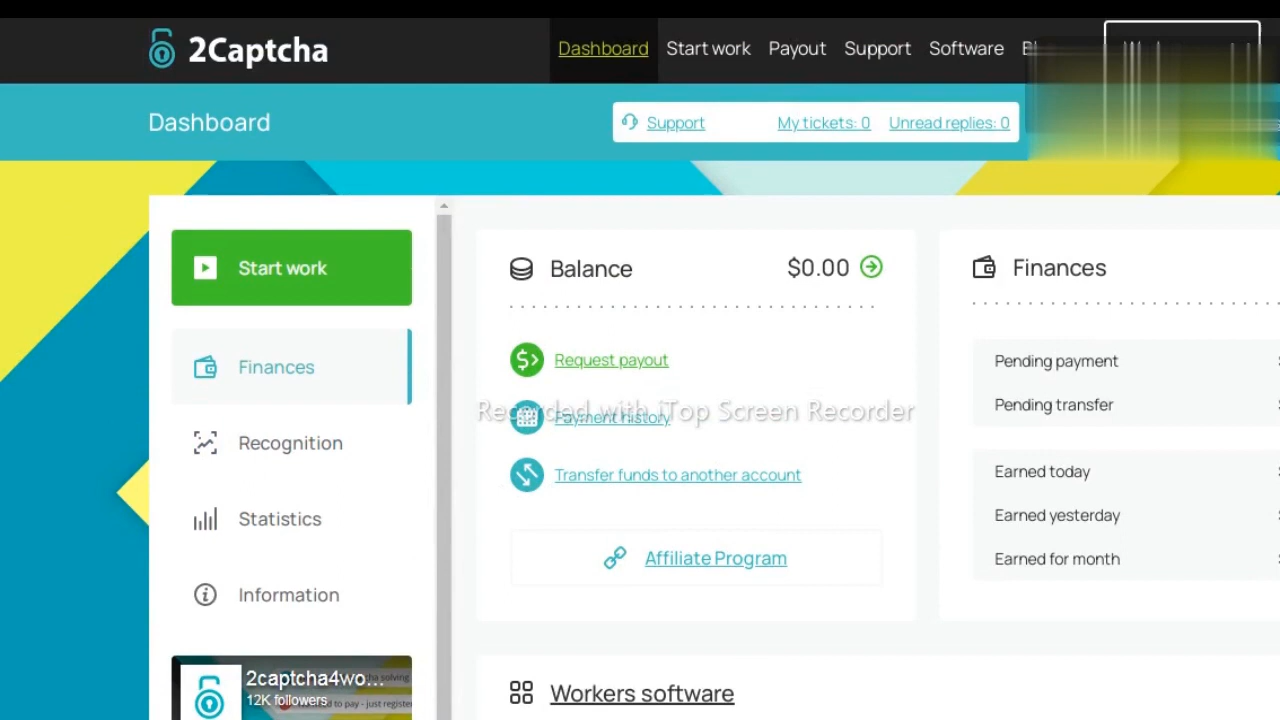 2Captcha
Dashboard Start work Payout Support Software
Dashboard
Support My tickets: 0 Unread replies: 0
Start work
Finances
Recognition
Statistics
Information
2captcha4wo...
12K followers
Balance $0.00
Request payout
Payment history
Transfer funds to another account
Affiliate Program
Recorded with iTop Screen Recorder
Finances
Pending payment
Pending transfer
Earned today
Earned yesterday
Earned for month
Workers software